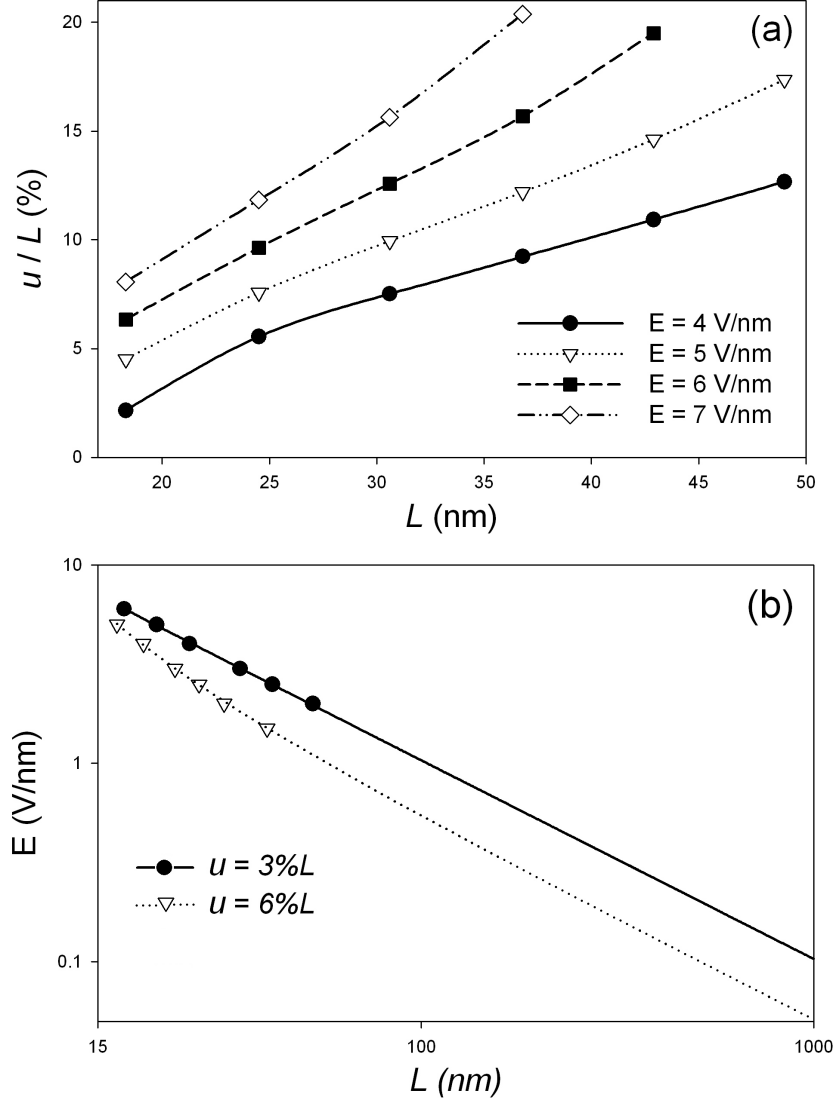 (a)
20
15
10
5
0
u / L (%)
E = 4 V/nm
E = 5 V/nm
E = 6 V/nm
E = 7 V/nm
20 25 30 35 40 45 50
L (nm)
(b)
10
1
0.1
E (V/nm)
u = 3%L
u = 6%L
15 100 1000
L (nm)